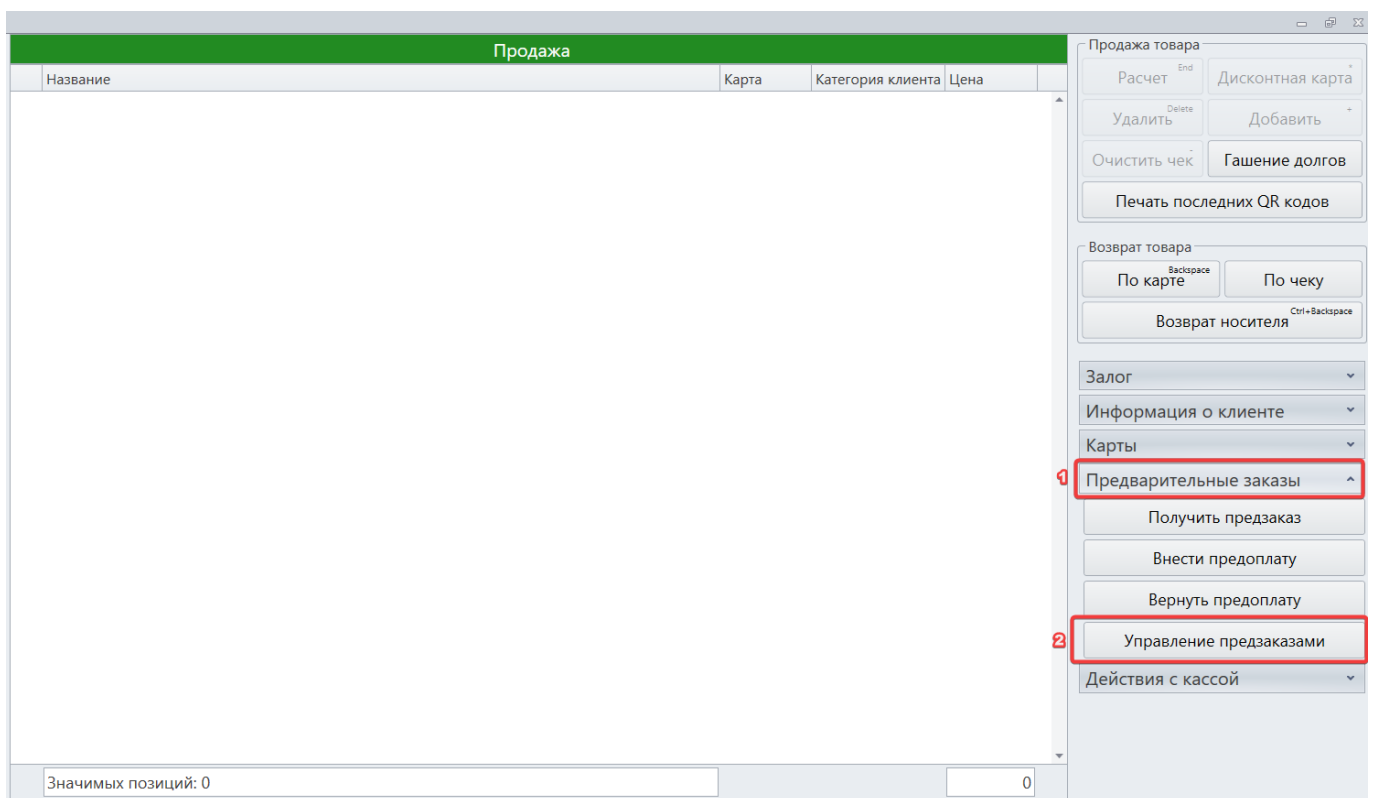 Продажа
Название
Карта
Категория клиента
Цена
Значимых позиций: 0
0
Продажа товара
Расчет End
Дисконтная карта *
Удалить Delete
Добавить +
Очистить чек -
Гашение долгов
Печать последних QR кодов
Возврат товара
По карте Backspace
По чеку
Возврат носителя Ctrl+Backspace
Залог
Информация о клиенте
Карты
1
Предварительные заказы
Получить предзаказ
Внести предоплату
Вернуть предоплату
2
Управление предзаказами
Действия с кассой